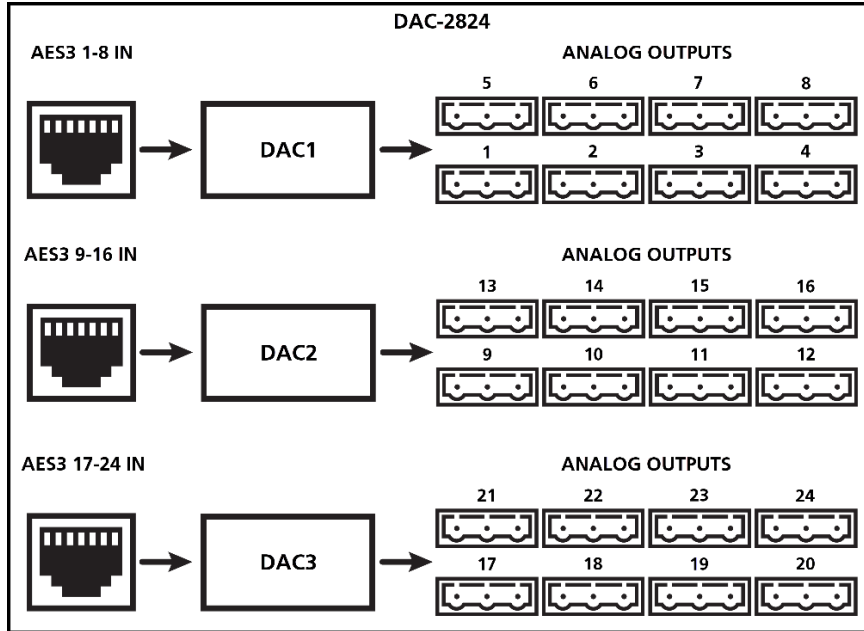 DAC-2824
AES3 1-8 IN
ANALOG OUTPUTS
5 6 7 8
DAC1
1 2 3 4
AES3 9-16 IN
ANALOG OUTPUTS
13 14 15 16
DAC2
9 10 11 12
AES3 17-24 IN
ANALOG OUTPUTS
21 22 23 24
DAC3
17 18 19 20